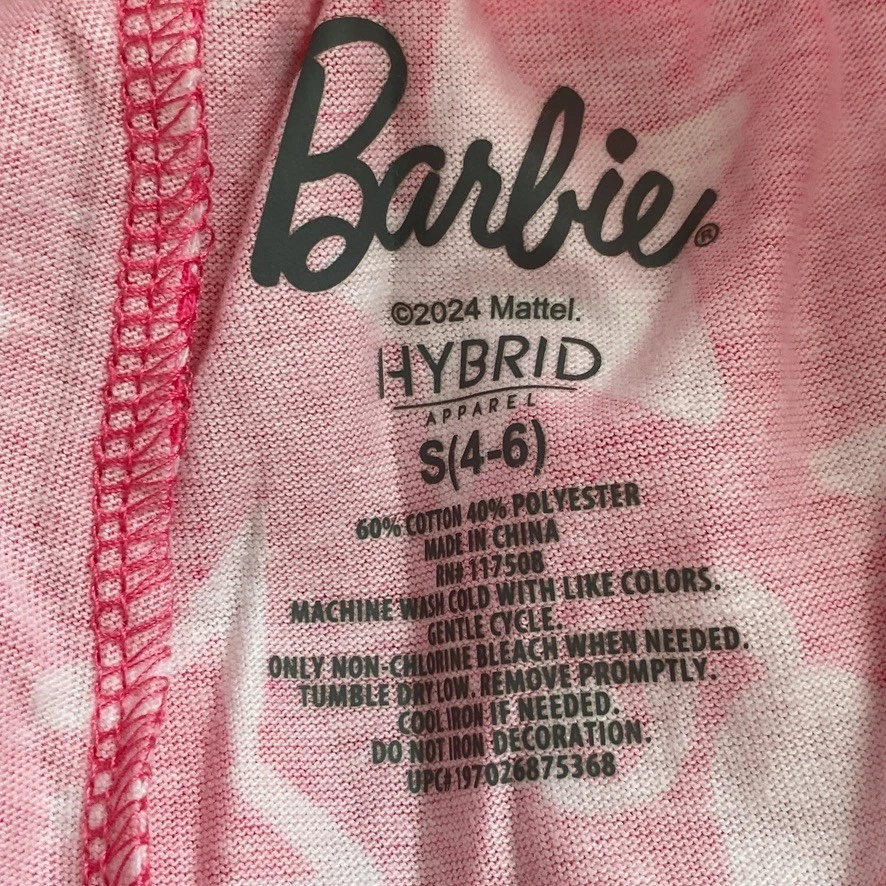 Barbie®
©2024 Mattel.
HYBRID
APPAREL
S(4-6)
60% COTTON 40% POLYESTER
MADE IN CHINA
RN# 117508
MACHINE WASH COLD WITH LIKE COLORS.
GENTLE CYCLE.
ONLY NON-CHLORINE BLEACH WHEN NEEDED.
TUMBLE DRY LOW. REMOVE PROMPTLY.
COOL IRON IF NEEDED.
DO NOT IRON DECORATION.
UPC# 197026875368